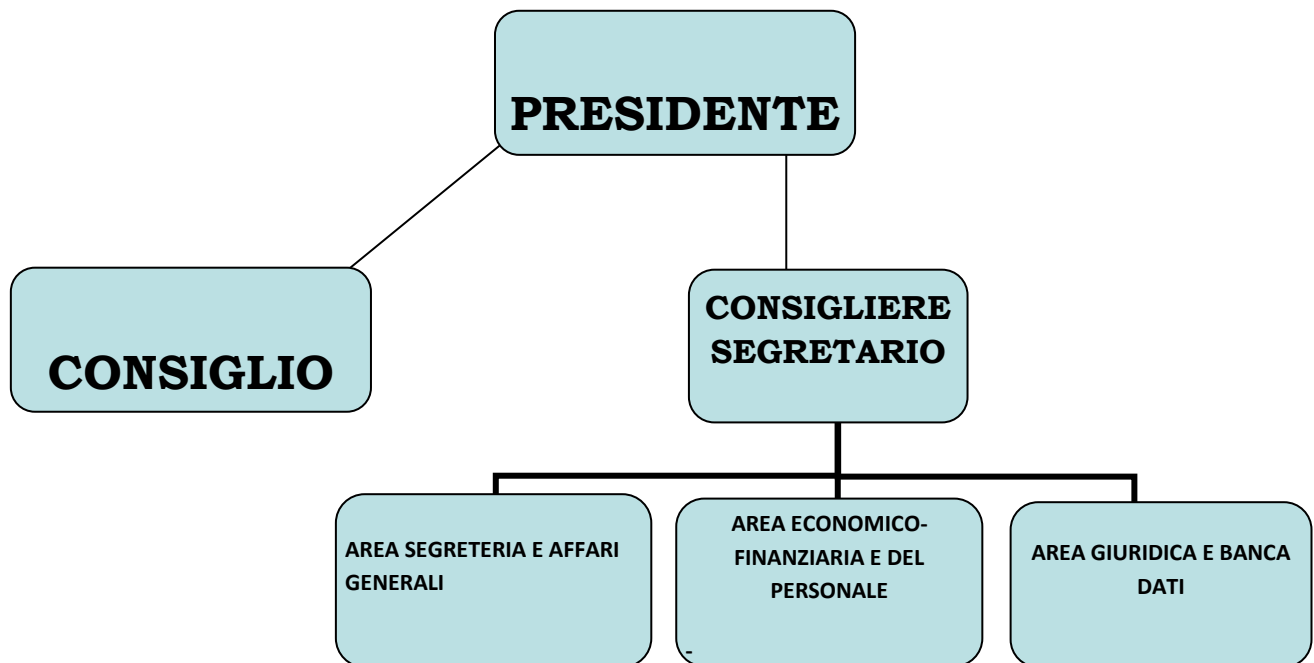 PRESIDENTE
CONSIGLIO
CONSIGLIERE
SEGRETARIO
AREA SEGRETERIA E AFFARI
GENERALI
AREA ECONOMICO-
FINANZIARIA E DEL
PERSONALE
-
AREA GIURIDICA E BANCA
DATI